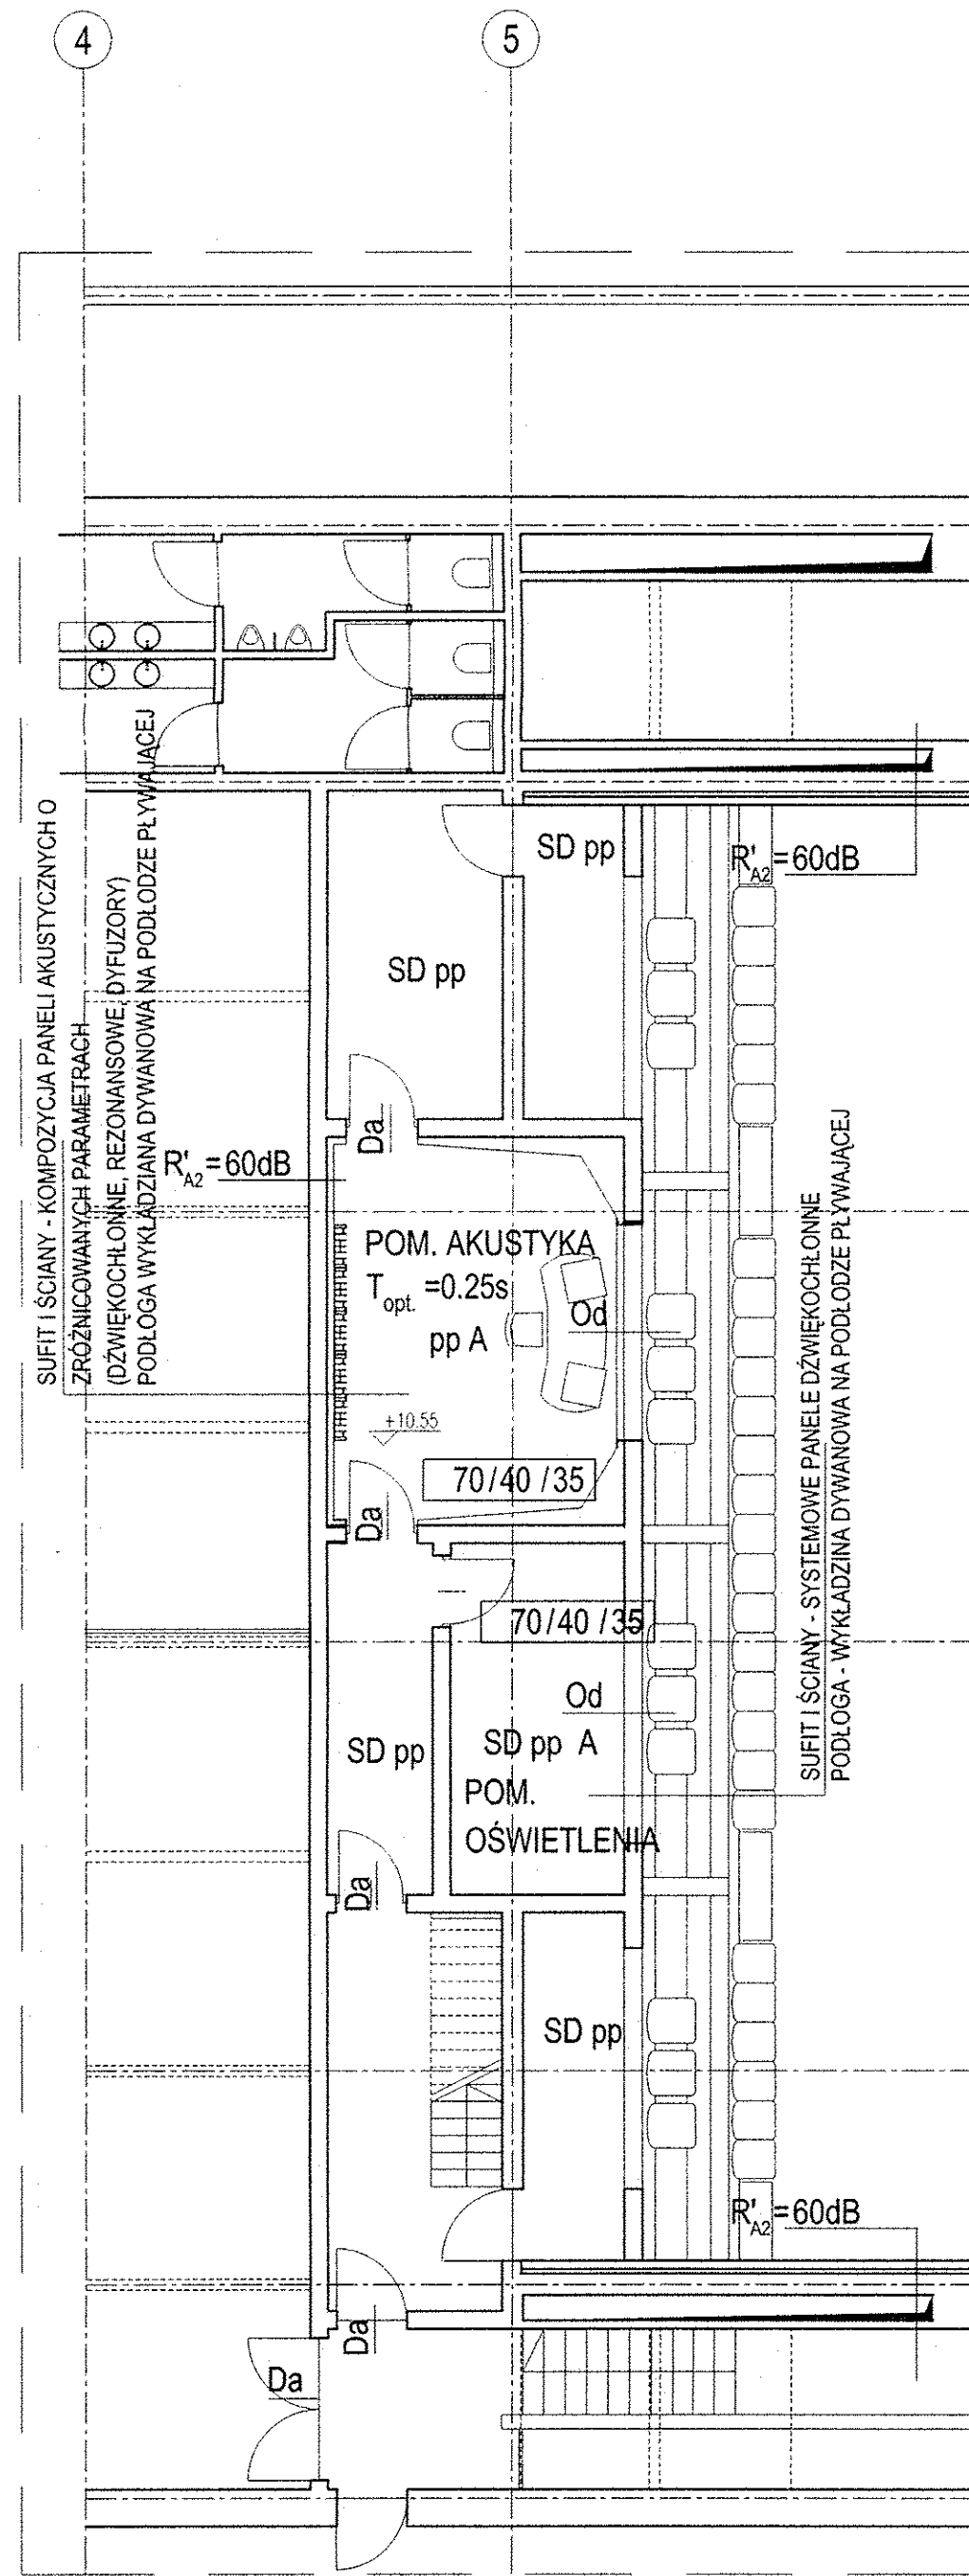 4
5
SUFIT I ŚCIANY - KOMPOZYCJA PANELI AKUSTYCZNYCH O
ZRÓŻNICOWANYCH PARAMETRACH
(DŹWIĘKOCHŁONNE, REZONANSOWE, DYFUZORY)
PODŁOGA WYKŁADZIANA DYWANOWA NA PODŁODZE PŁYWAJĄCEJ
SD pp
R'A2=60dB
SD pp
Da
R'A2=60dB
POM. AKUSTYKA
Topt. =0.25s
pp A
Od
+10.55
70/40 /35
Da
SUFIT I ŚCIANY - SYSTEMOWE PANELE DŹWIĘKOCHŁONNE
PODŁOGA - WYKŁADZINA DYWANOWA NA PODŁODZE PŁYWAJĄCEJ
70/40 /35
Od
SD pp
SD pp A
POM.
OŚWIETLENIA
Da
SD pp
R'A2=60dB
Da
Da